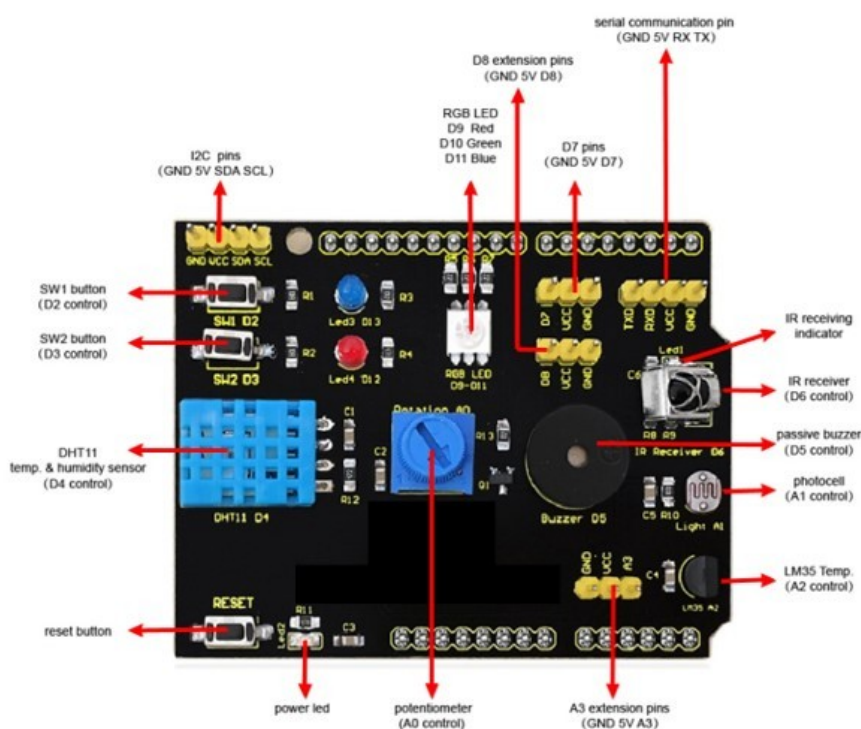 serial communication pin
(GND 5V RX TX)
D8 extension pins
(GND 5V D8)
RGB LED
D9 Red
D10 Green
D11 Blue
D7 pins
(GND 5V D7)
I2C pins
(GND 5V SDA SCL)
GND VCC SDA SCL
SW1 button
(D2 control)
R1
R3
SW1 D2
Led3 D13
D7
VCC
GND
TXD
RXD
VCC
GND
SW2 button
(D3 control)
R2
R4
SW2 D3
Led4 D12
RGB LED
D9-D11
D8
VCC
GND
Led1
C6
R8 R9
IR receiving
indicator
IR receiver
(D6 control)
IR Receiver D6
passive buzzer
(D5 control)
DHT11
temp. & humidity sensor
(D4 control)
C1
R12
C2
Rotation A0
R13
Q1
DHT11 D4
Buzzer D5
C5 R10
Light A1
photocell
(A1 control)
GND
VCC
A3
C4
LM35 A2
LM35 Temp.
(A2 control)
RESET
reset button
R11
Led2
C3
power led
potentiometer
(A0 control)
A3 extension pins
(GND 5V A3)